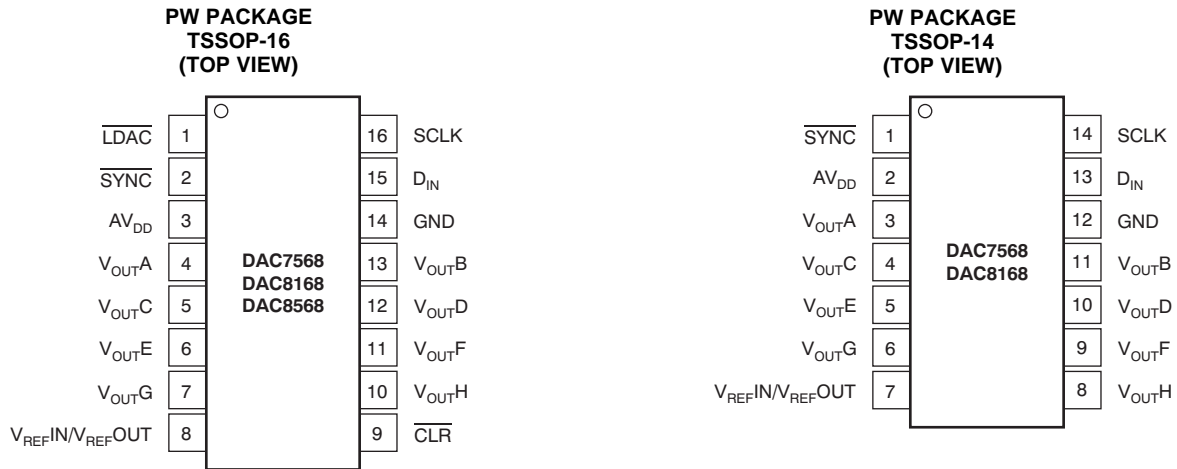 PW PACKAGE
TSSOP-16
(TOP VIEW)
LDAC 1
SYNC 2
AVDD 3
VOUTA 4
VOUTC 5
VOUTE 6
VOUTG 7
VREFIN/VREFOUT 8
DAC7568
DAC8168
DAC8568
16 SCLK
15 DIN
14 GND
13 VOUTB
12 VOUTD
11 VOUTF
10 VOUTH
9 CLR
PW PACKAGE
TSSOP-14
(TOP VIEW)
SYNC 1
AVDD 2
VOUTA 3
VOUTC 4
VOUTE 5
VOUTG 6
VREFIN/VREFOUT 7
DAC7568
DAC8168
14 SCLK
13 DIN
12 GND
11 VOUTB
10 VOUTD
9 VOUTF
8 VOUTH